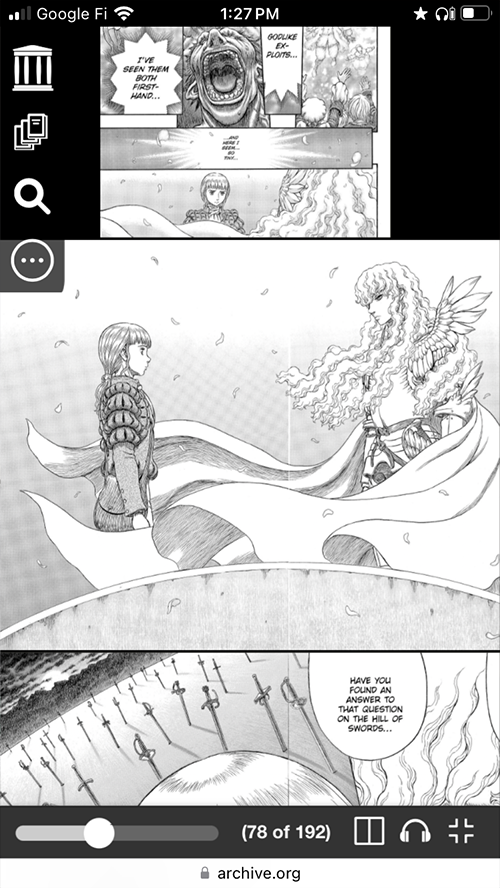 Google Fi
1:27 PM
I'VE
SEEN THEM
BOTH
FIRST-
HAND...
GODLIKE
EX-
PLOITS...
...AND
HERE I
SEEM...
SO
TINY...
HAVE YOU
FOUND AN
ANSWER TO
THAT QUESTION
ON THE HILL OF
SWORDS...
(78 of 192)
archive.org